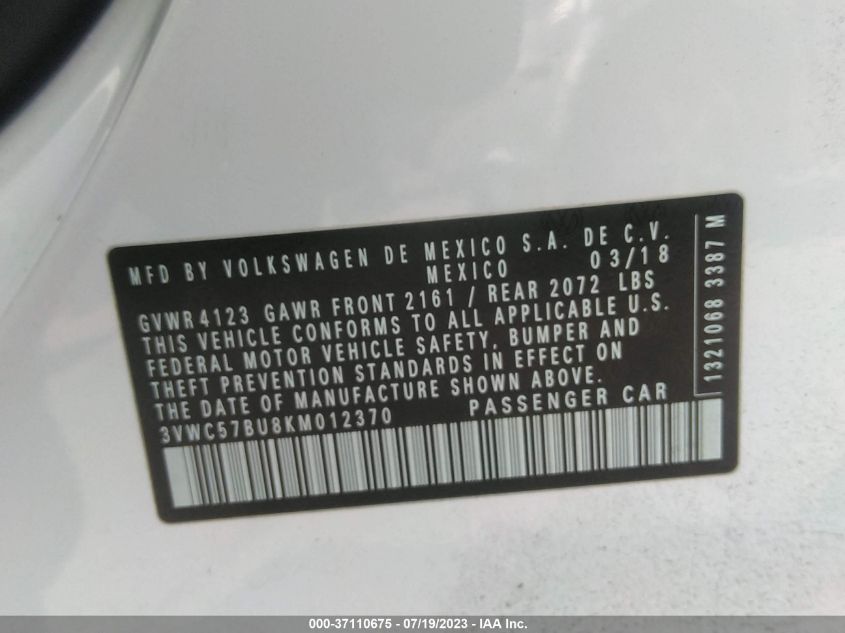 MFD BY VOLKSWAGEN DE MEXICO S.A. DE C.V.
MEXICO 03/18
GVWR 4123 GAWR FRONT 2161 / REAR 2072 LBS
THIS VEHICLE CONFORMS TO ALL APPLICABLE U.S.
FEDERAL MOTOR VEHICLE SAFETY, BUMPER AND
THEFT PREVENTION STANDARDS IN EFFECT ON
THE DATE OF MANUFACTURE SHOWN ABOVE.
3VWC57BU8KM012370 PASSENGER CAR
1321068 3387 M
000-37110675 - 07/19/2023 - IAA Inc.